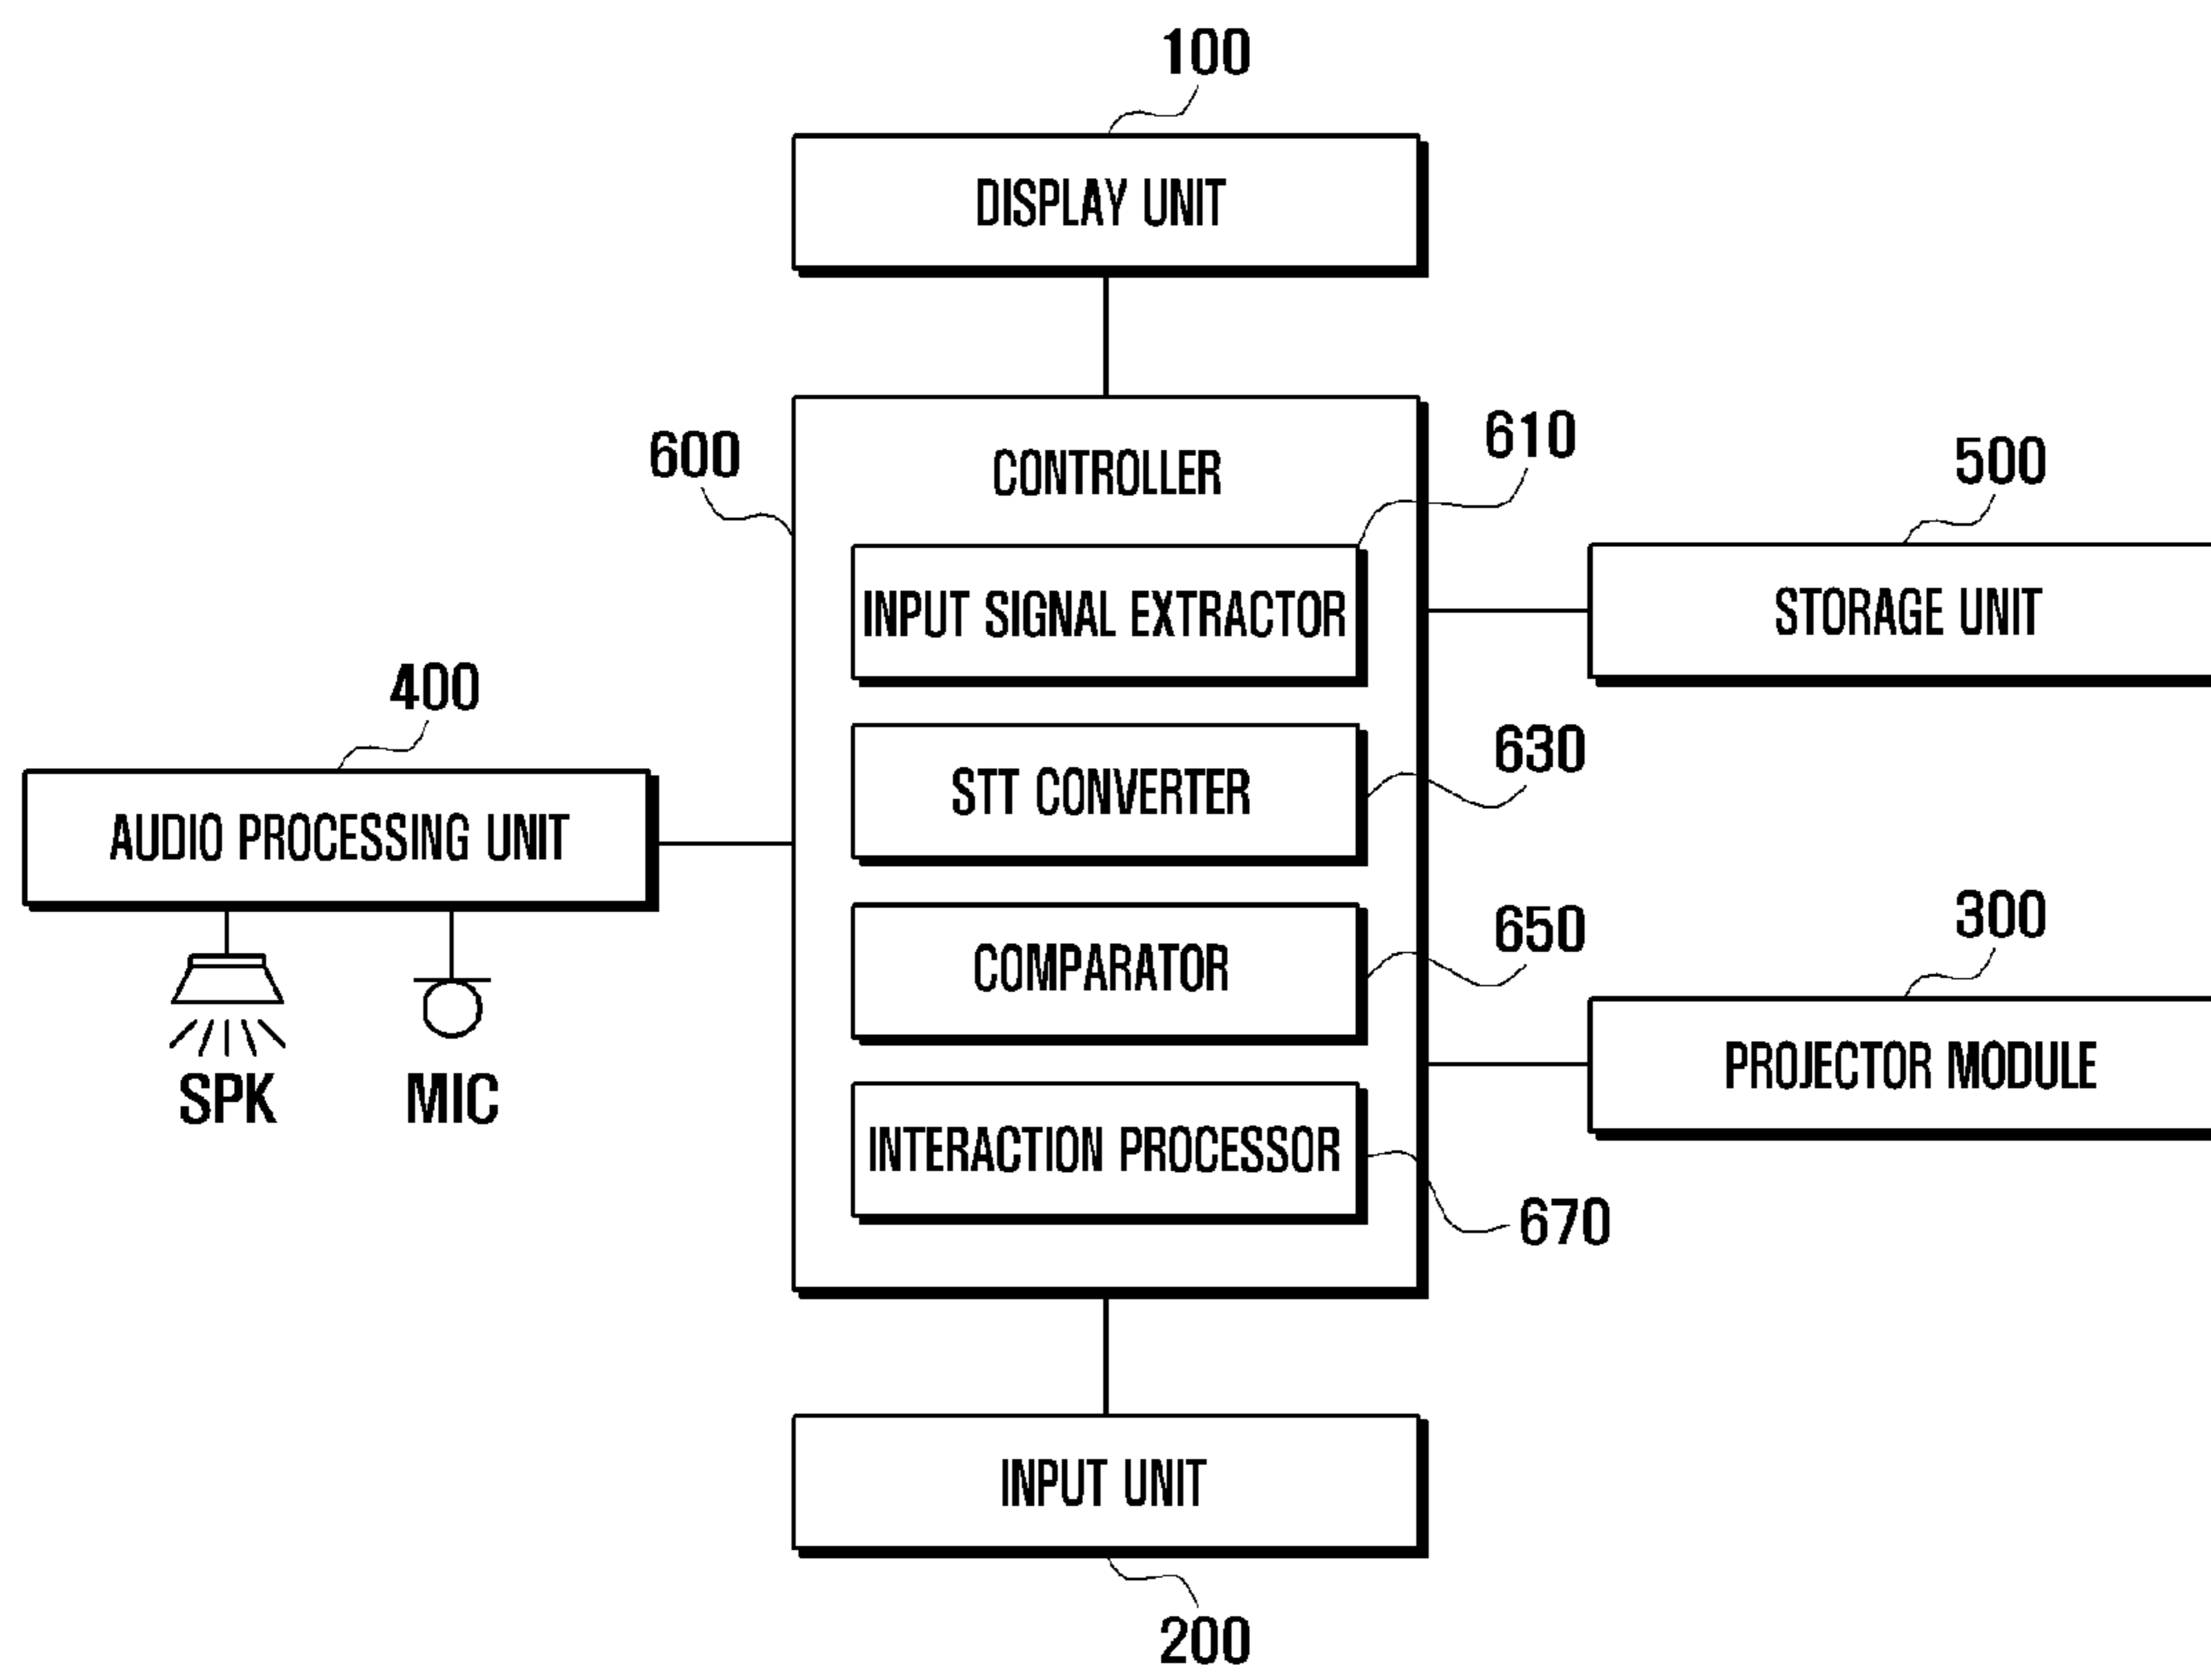 100
DISPLAY UNIT
600
CONTROLLER
610
INPUT SIGNAL EXTRACTOR
500
STORAGE UNIT
400
AUDIO PROCESSING UNIT
SPK
MIC
630
STT CONVERTER
650
COMPARATOR
300
PROJECTOR MODULE
INTERACTION PROCESSOR
670
INPUT UNIT
200